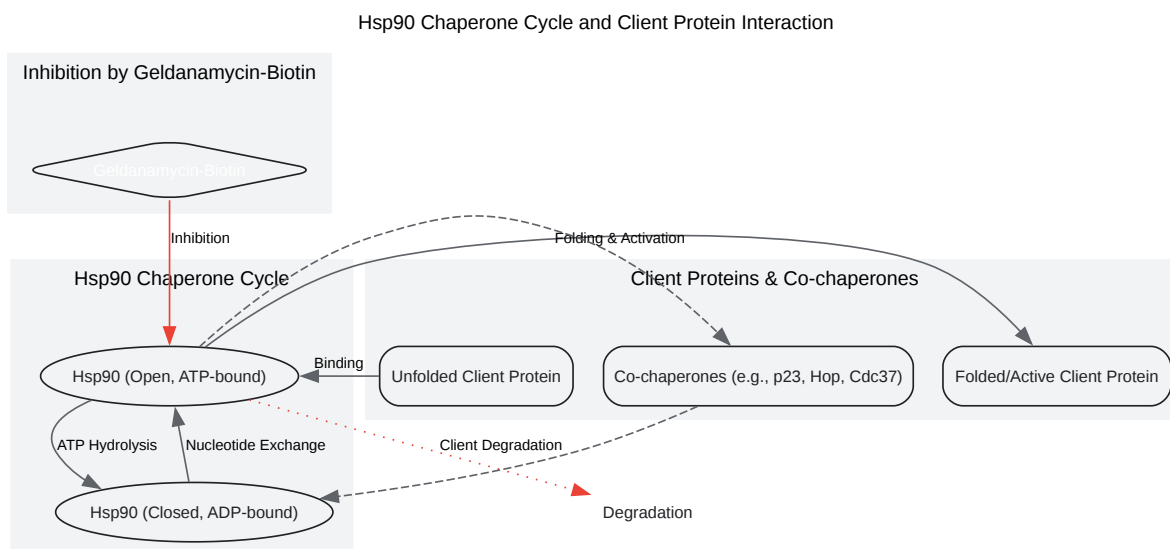 Hsp90 Chaperone Cycle and Client Protein Interaction
Inhibition by Geldanamycin-Biotin
Geldanamycin-Biotin
Inhibition
Folding & Activation
Hsp90 Chaperone Cycle
Client Proteins & Co-chaperones
Binding
Hsp90 (Open, ATP-bound)
Unfolded Client Protein
Co-chaperones (e.g., p23, Hop, Cdc37)
Folded/Active Client Protein
ATP Hydrolysis
Nucleotide Exchange
Client Degradation
Hsp90 (Closed, ADP-bound)
Degradation